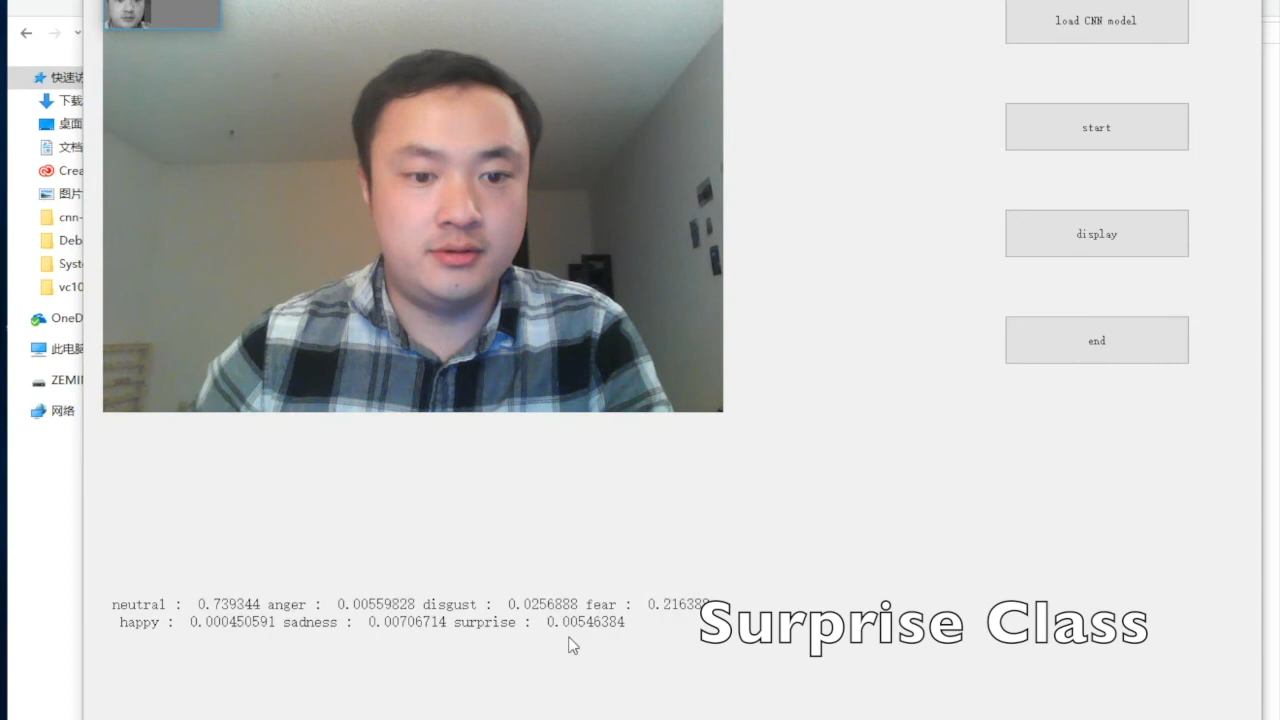 load CNN model
快速访
下载
start
桌面
文档
Crea
图片
cnn-
display
Deb
Syst
vc10
OneD
end
此电脑
ZEMI
网络
neutral : 0.739344 anger : 0.00559828 disgust : 0.0256888 fear : 0.216388
happy : 0.000450591 sadness : 0.00706714 surprise : 0.00546384
Surprise Class